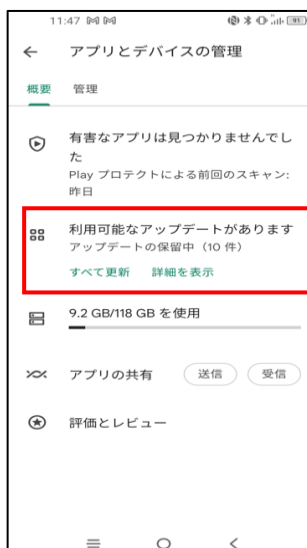 11:47
91
アプリとデバイスの管理
概要 管理
有害なアプリは見つかりませんでし
た
Play プロテクトによる前回のスキャン:
昨日
利用可能なアップデートがあります
アップデートの保留中（10 件）
すべて更新 詳細を表示
9.2 GB/118 GB を使用
アプリの共有 送信 受信
評価とレビュー